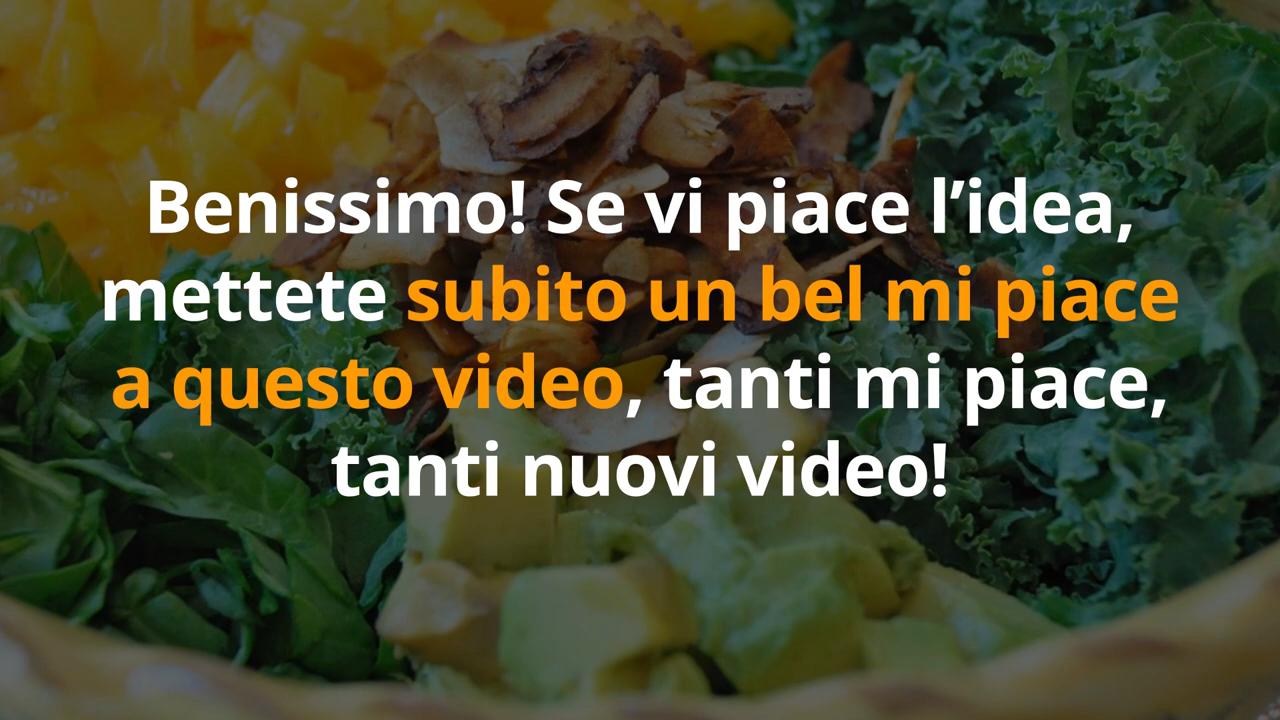 Benissimo! Se vi piace l’idea,
mettete subito un bel mi piace
a questo video, tanti mi piace,
tanti nuovi video!